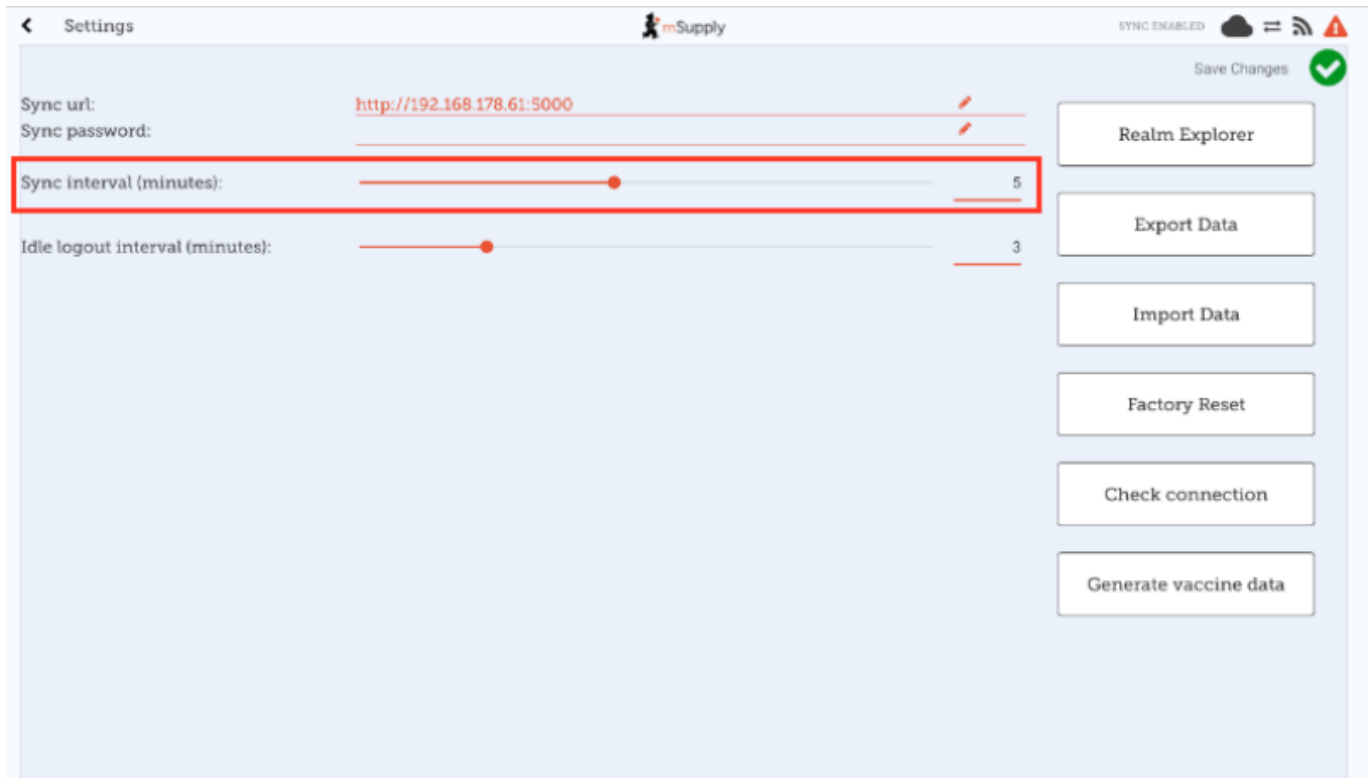 Settings
mSupply
SYNC ENABLED
Save Changes
Sync url: http://192.168.178.61:5000
Sync password:
Sync interval (minutes): 5
Idle logout interval (minutes): 3
Realm Explorer
Export Data
Import Data
Factory Reset
Check connection
Generate vaccine data